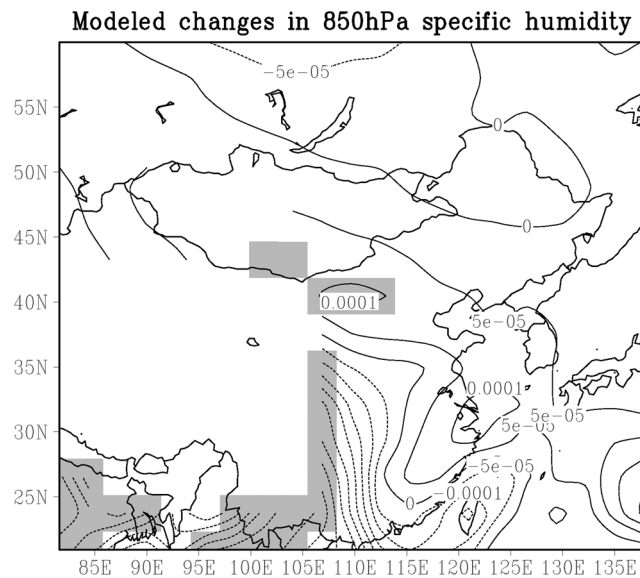 Modeled changes in 850hPa specific humidity
-5e-05
55N
0
50N
0
45N
0.0001
40N
5e-05
35N
0.0001
5e-05
5e-05
30N
-5e-05
-0.0001
25N
0
85E 90E 95E 100E 105E 110E 115E 120E 125E 130E 135E